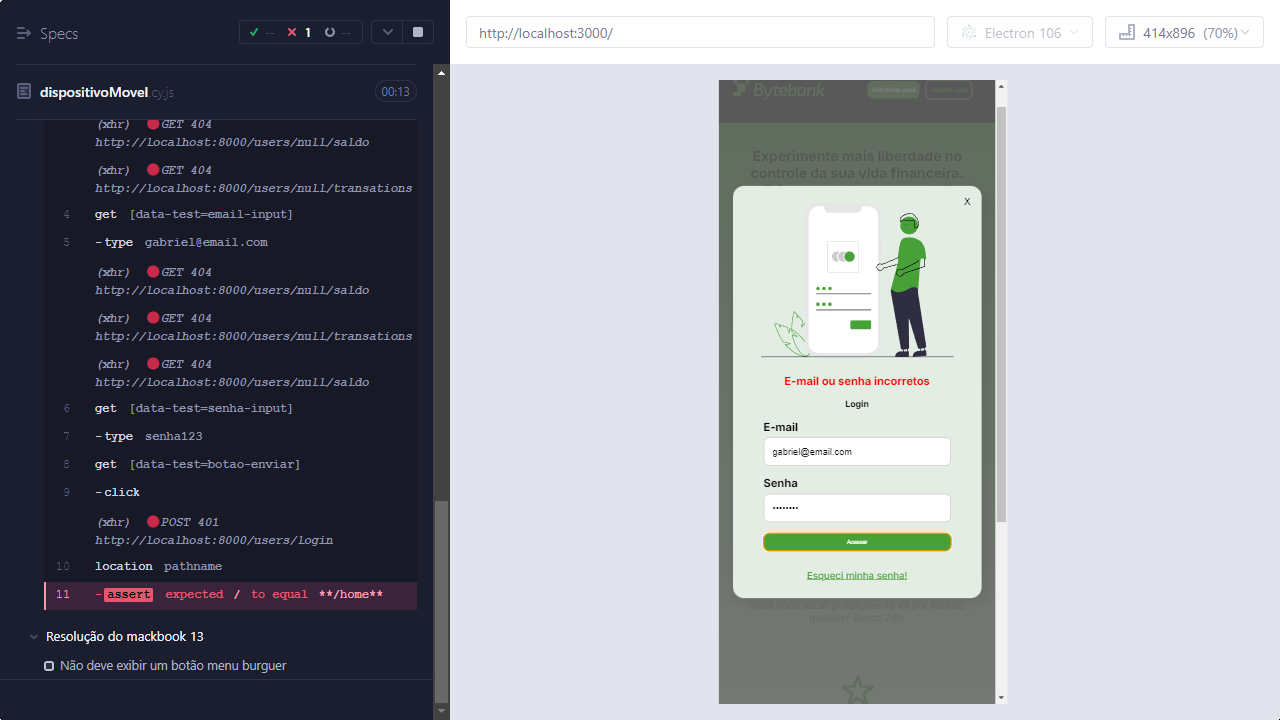 Specs
--
1
--
http://localhost:3000/
Electron 106
414x896 (70%)
dispositivoMovel.cy.js
00:13
(xhr) GET 404
http://localhost:8000/users/null/saldo
(xhr) GET 404
http://localhost:8000/users/null/transations
4 get [data-test=email-input]
5 -type gabriel@email.com
(xhr) GET 404
http://localhost:8000/users/null/saldo
(xhr) GET 404
http://localhost:8000/users/null/transations
(xhr) GET 404
http://localhost:8000/users/null/saldo
6 get [data-test=senha-input]
7 -type senha123
8 get [data-test=botao-enviar]
9 -click
(xhr) POST 401
http://localhost:8000/users/login
10 location pathname
11 -assert expected / to equal **/home**
Resolução do mackbook 13
Não deve exibir um botão menu burguer
Bytebank
Experimente mais liberdade no
controle da sua vida financeira.
X
E-mail ou senha incorretos
Login
E-mail
gabriel@email.com
Senha
••••••••
Acessar
Esqueci minha senha!
Você pode sacar gratuitamente 4x por mês de
qualquer Banco 24h.